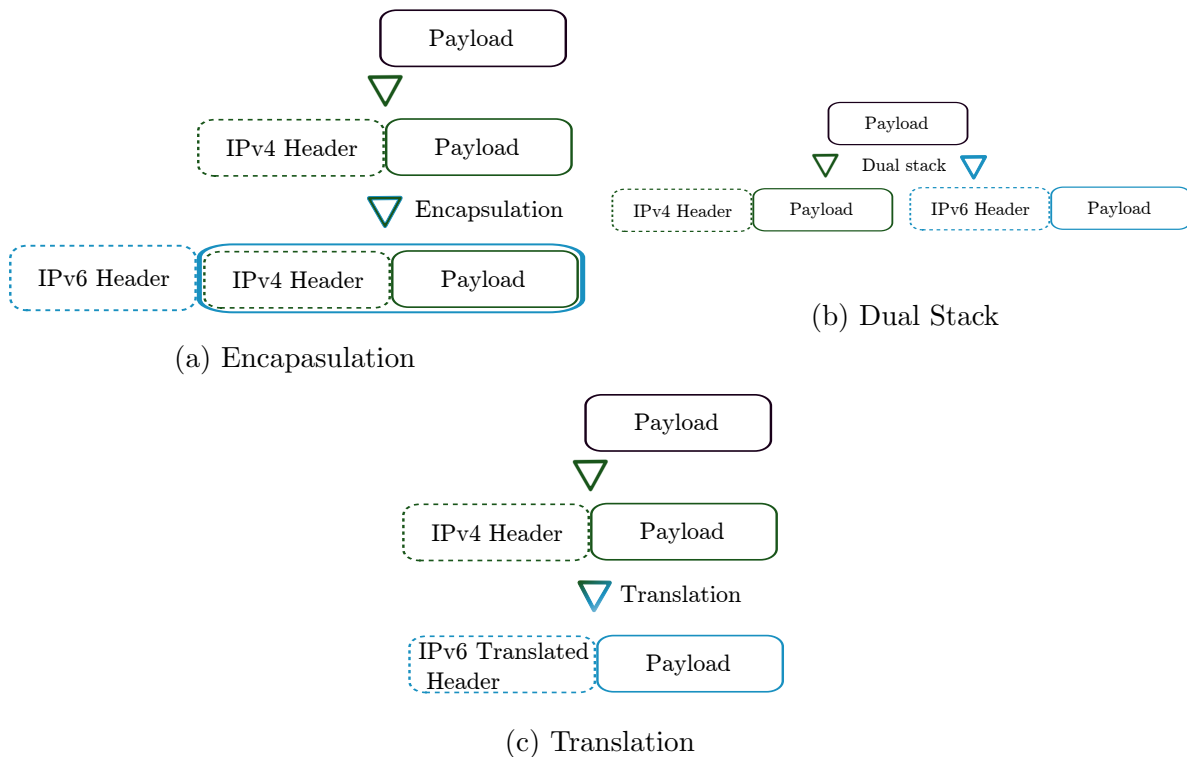 Payload
IPv4 Header
Payload
Encapsulation
IPv6 Header
IPv4 Header
Payload
(a) Encapasulation
Payload
Dual stack
IPv4 Header
Payload
IPv6 Header
Payload
(b) Dual Stack
Payload
IPv4 Header
Payload
Translation
IPv6 Translated
Header
Payload
(c) Translation